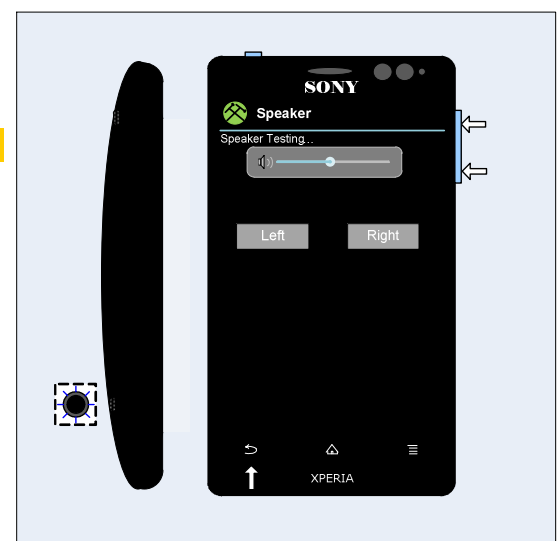 SONY
Speaker
Speaker Testing...
Left Right
XPERIA